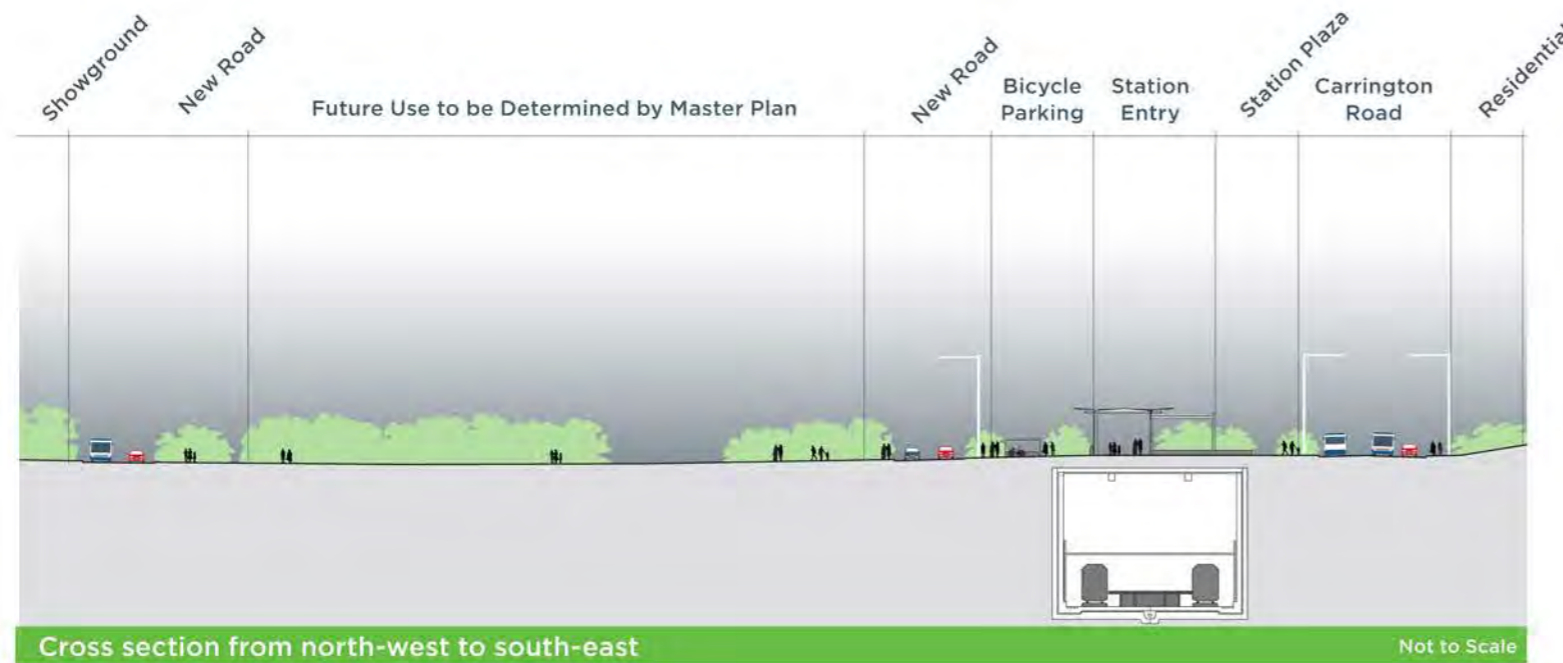 Showground
New Road
Future Use to be Determined by Master Plan
New Road
Bicycle
Parking
Station
Entry
Station Plaza
Carrington
Road
Residential
Cross section from north-west to south-east
Not to Scale